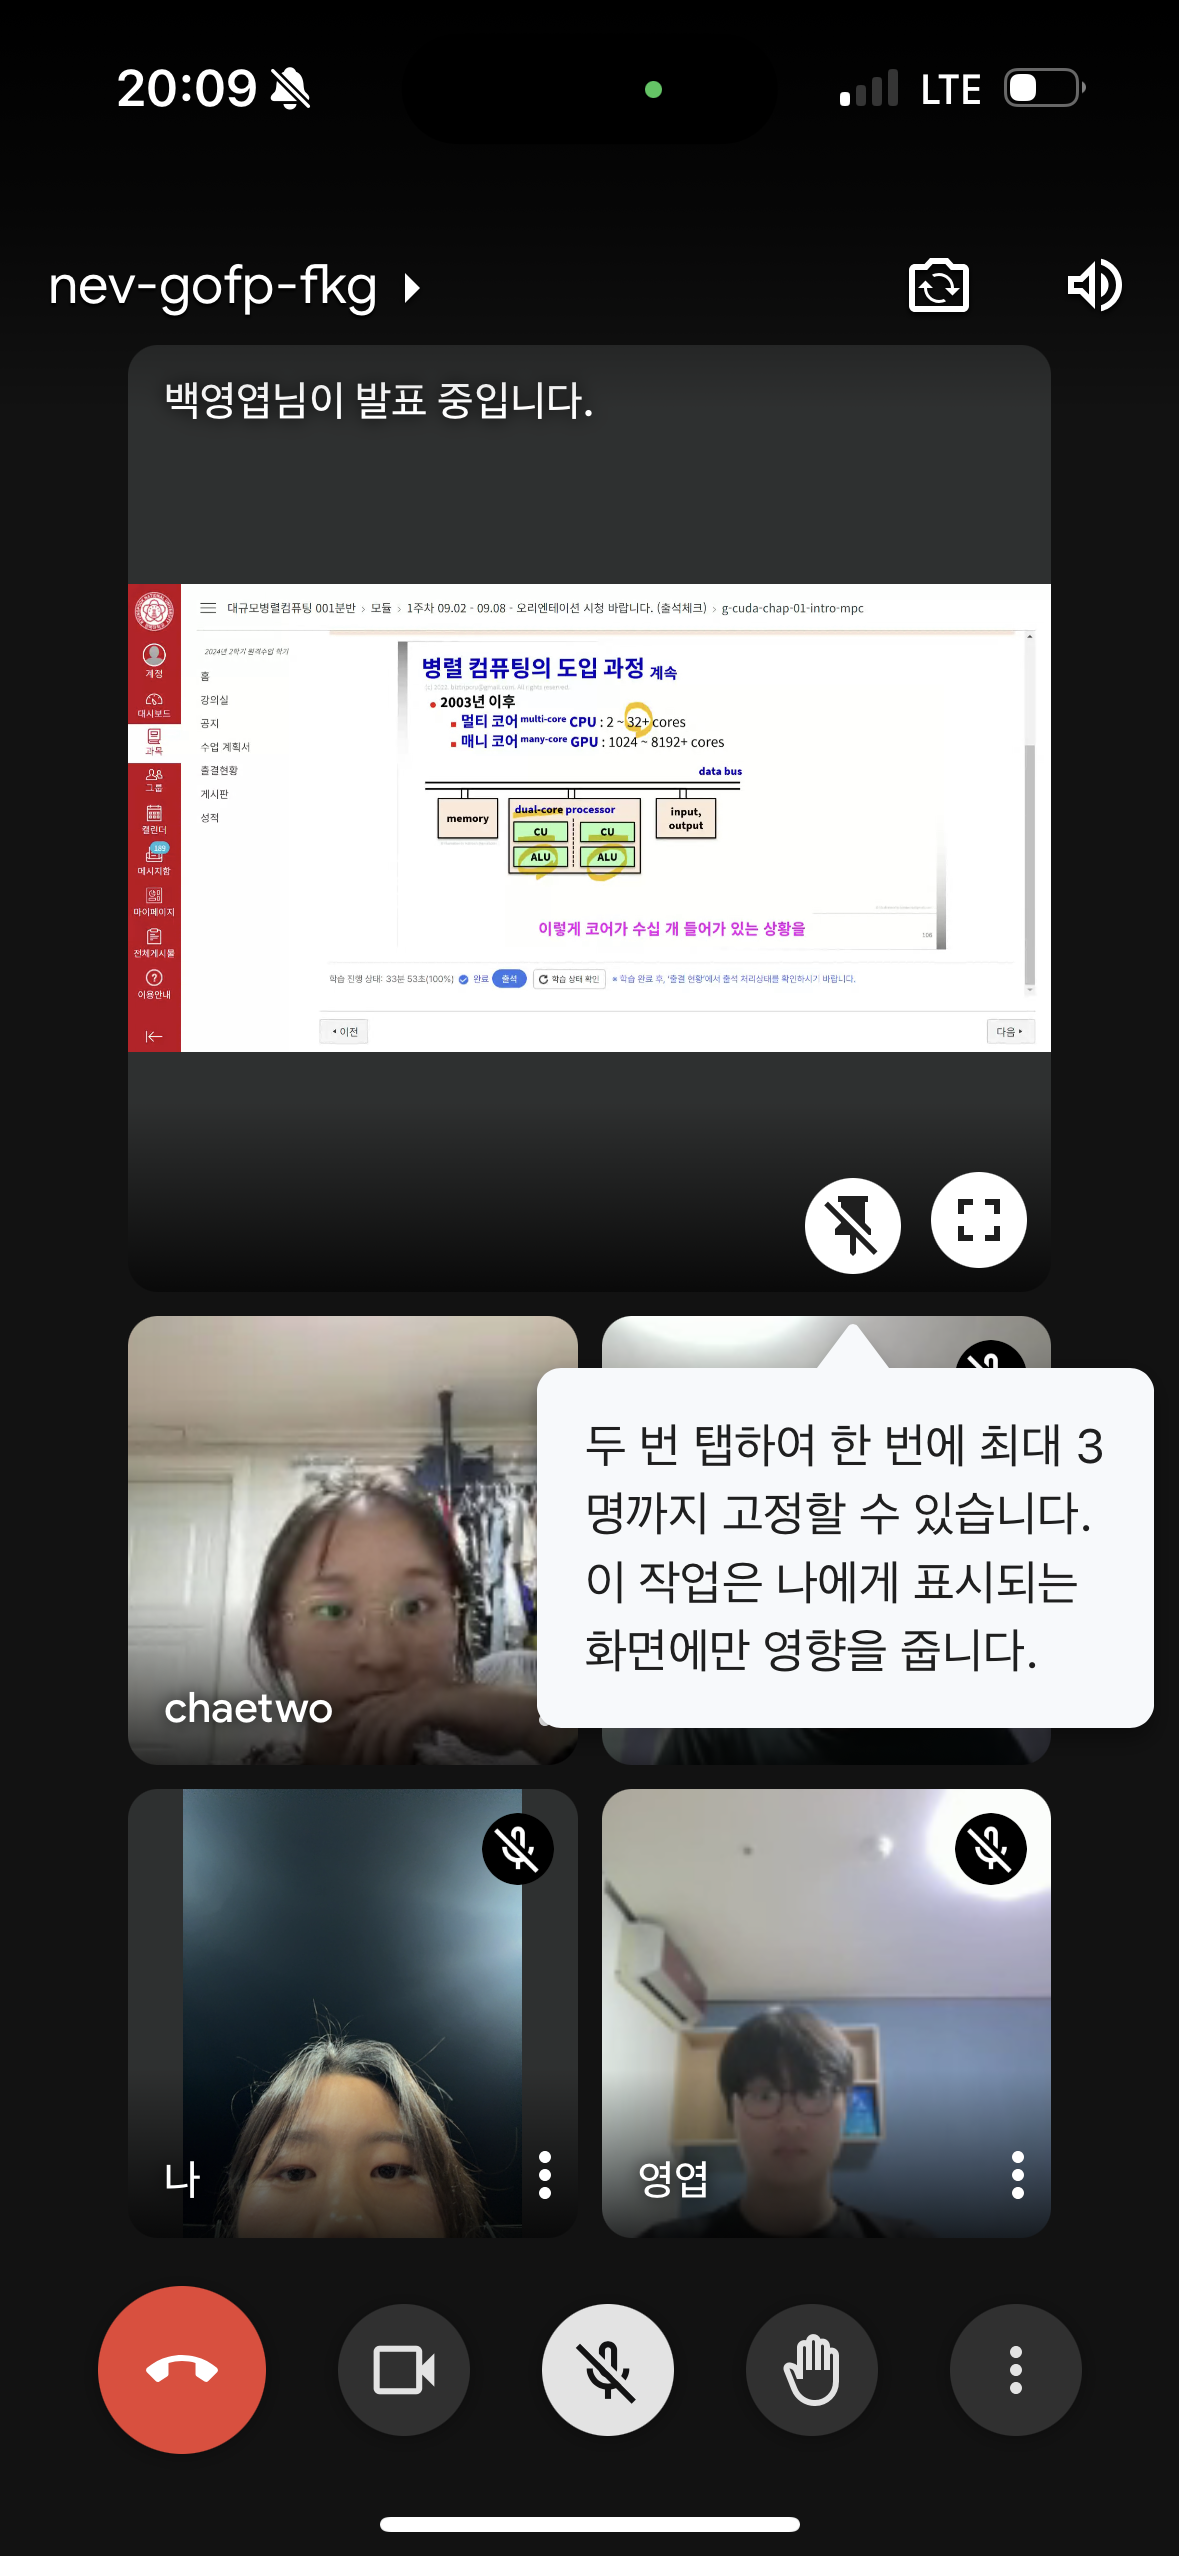 20:09
LTE
nev-gofp-fkg
백영엽님이 발표 중입니다.
대규모병렬컴퓨팅 001분반 › 모듈 › 1주차 09.02 - 09.08 - 오리엔테이션 시청 바랍니다. (출석체크) › g-cuda-chap-01-intro-mpc
계정
대시보드
과목
그룹
캘린더
189
메시지함
마이페이지
전체게시물
이용안내
2024년 2학기 원격수업 학기
홈
강의실
공지
수업 계획서
출결현황
게시판
성적
병렬 컴퓨팅의 도입 과정 계속
2003년 이후
멀티 코어 multi-core CPU : 2 ~ 32+ cores
매니 코어 many-core GPU : 1024 ~ 8192+ cores
data bus
memory
dual-core processor
CU CU
ALU ALU
input,
output
이렇게 코어가 수십 개 들어가 있는 상황을
106
학습 진행 상태: 33분 53초(100%) 완료 출석 학습 상태 확인 ※ 학습 완료 후, '출결 현황'에서 출석 처리상태를 확인하시기 바랍니다.
이전
다음
두 번 탭하여 한 번에 최대 3
명까지 고정할 수 있습니다.
이 작업은 나에게 표시되는
화면에만 영향을 줍니다.
chaetwo
나
영엽